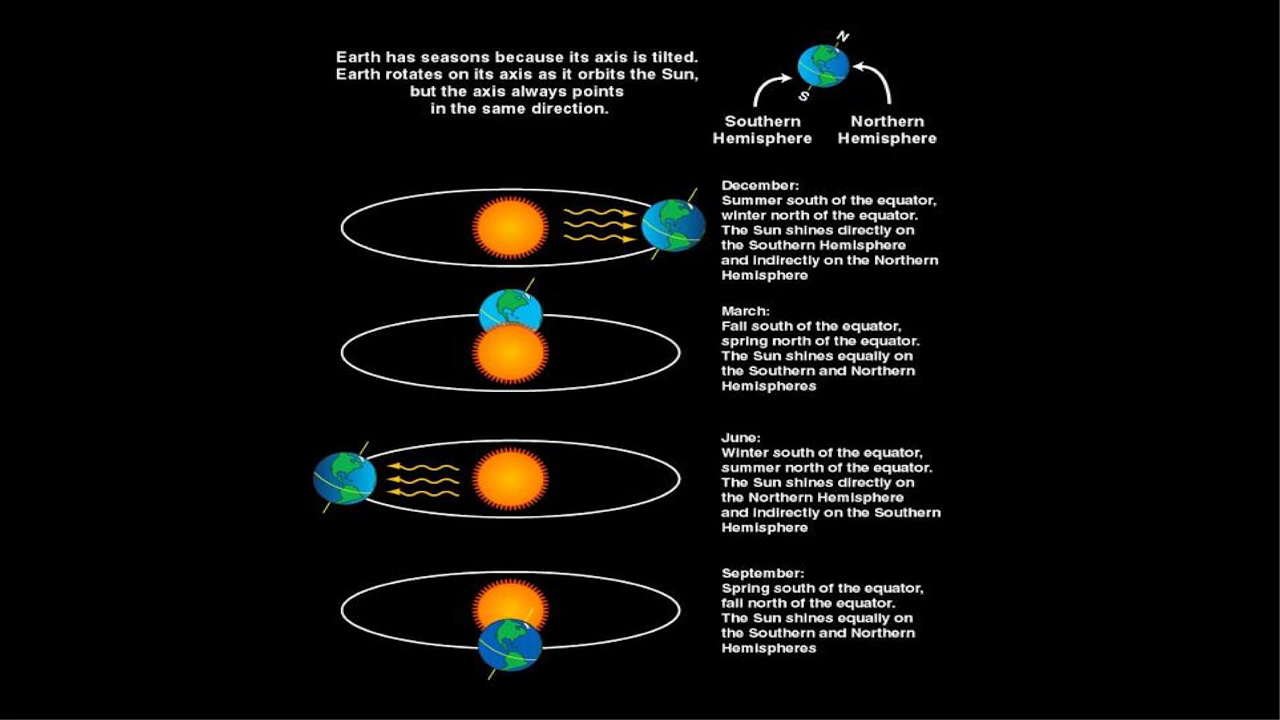 Earth has seasons because its axis is tilted.
Earth rotates on its axis as it orbits the Sun,
but the axis always points
in the same direction.
N
S
Southern
Hemisphere
Northern
Hemisphere
December:
Summer south of the equator,
winter north of the equator.
The Sun shines directly on
the Southern Hemisphere
and indirectly on the Northern
Hemisphere
March:
Fall south of the equator,
spring north of the equator.
The Sun shines equally on
the Southern and Northern
Hemispheres
June:
Winter south of the equator,
summer north of the equator.
The Sun shines directly on
the Northern Hemisphere
and indirectly on the Southern
Hemisphere
September:
Spring south of the equator,
fall north of the equator.
The Sun shines equally on
the Southern and Northern
Hemispheres